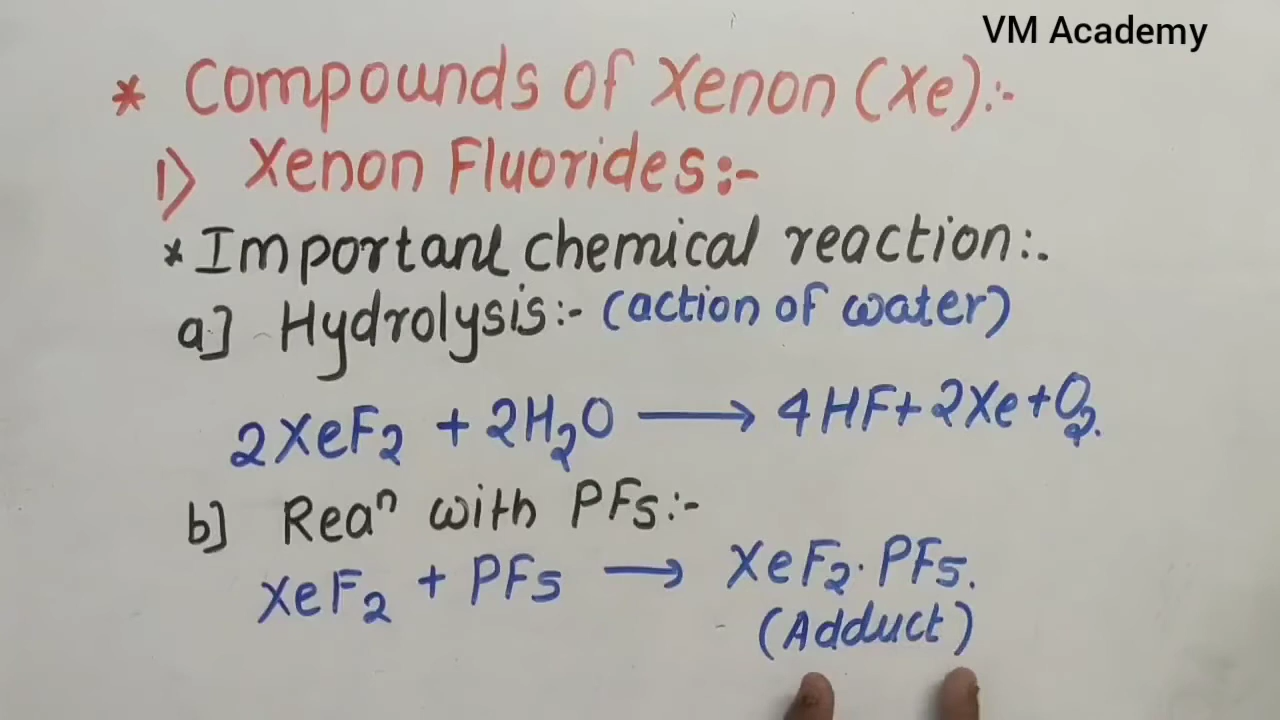 VM Academy
* Compounds of Xenon (Xe):-
1) Xenon Fluorides:-
* Important chemical reaction:.
a] Hydrolysis:- (action of water)
2XeF₂ + 2H₂O ⟶ 4HF + 2Xe + O₂.
b] Reaⁿ with PF₅:-
XeF₂ + PF₅ ⟶ XeF₂·PF₅.
(Adduct)